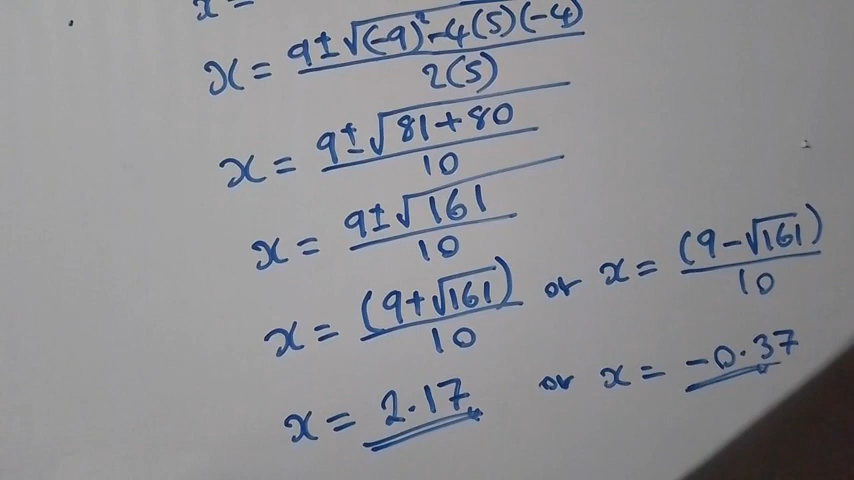 x =
x = 9±√(-9)²-4(5)(-4) / 2(5)
x = 9±√81+80 / 10
x = 9±√161 / 10
x = (9+√161) / 10 or x = (9-√161) / 10
x = 2.17 or x = -0.37